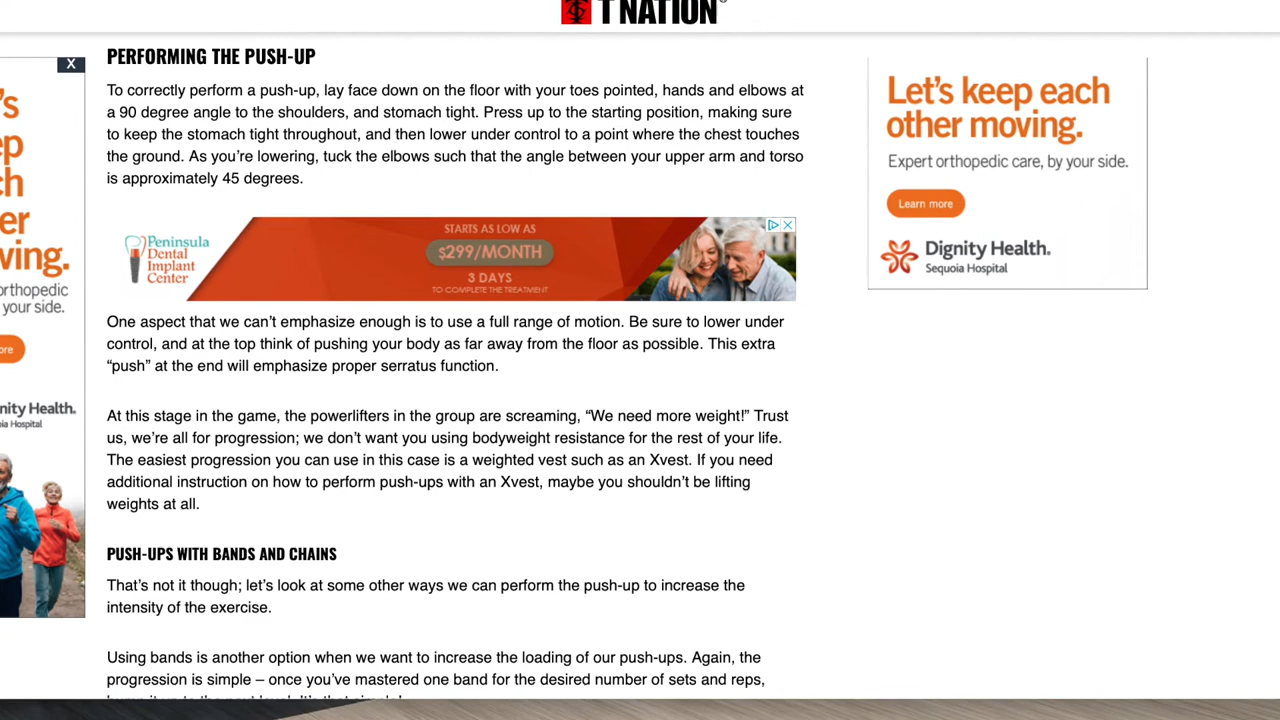 T NATION
PERFORMING THE PUSH-UP
To correctly perform a push-up, lay face down on the floor with your toes pointed, hands and elbows at
a 90 degree angle to the shoulders, and stomach tight. Press up to the starting position, making sure
to keep the stomach tight throughout, and then lower under control to a point where the chest touches
the ground. As you’re lowering, tuck the elbows such that the angle between your upper arm and torso
is approximately 45 degrees.
Peninsula
Dental
Implant
Center
STARTS AS LOW AS
$299/MONTH
3 DAYS
TO COMPLETE THE TREATMENT
One aspect that we can’t emphasize enough is to use a full range of motion. Be sure to lower under
control, and at the top think of pushing your body as far away from the floor as possible. This extra
“push” at the end will emphasize proper serratus function.
At this stage in the game, the powerlifters in the group are screaming, “We need more weight!” Trust
us, we’re all for progression; we don’t want you using bodyweight resistance for the rest of your life.
The easiest progression you can use in this case is a weighted vest such as an Xvest. If you need
additional instruction on how to perform push-ups with an Xvest, maybe you shouldn’t be lifting
weights at all.
PUSH-UPS WITH BANDS AND CHAINS
That’s not it though; let’s look at some other ways we can perform the push-up to increase the
intensity of the exercise.
Using bands is another option when we want to increase the loading of our push-ups. Again, the
progression is simple – once you’ve mastered one band for the desired number of sets and reps,
X
’s
ep
ch
er
ving.
orthopedic
your side.
ore
nity Health.
ia Hospital
Let’s keep each
other moving.
Expert orthopedic care, by your side.
Learn more
Dignity Health.
Sequoia Hospital